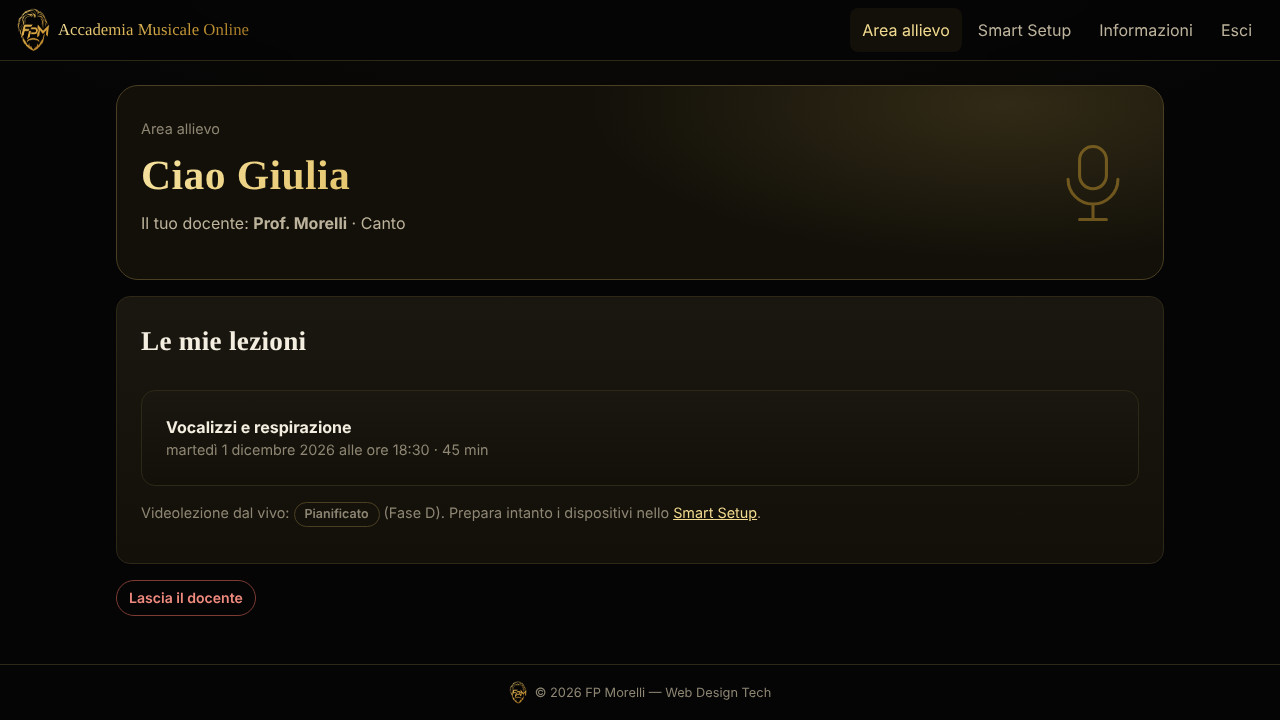 FPM Accademia Musicale Online
Area allievo
Smart Setup
Informazioni
Esci
Area allievo
Ciao Giulia
Il tuo docente: Prof. Morelli · Canto
Le mie lezioni
Vocalizzi e respirazione
martedì 1 dicembre 2026 alle ore 18:30 · 45 min
Videolezione dal vivo: Pianificato (Fase D). Prepara intanto i dispositivi nello Smart Setup.
Lascia il docente
FPM © 2026 FP Morelli — Web Design Tech